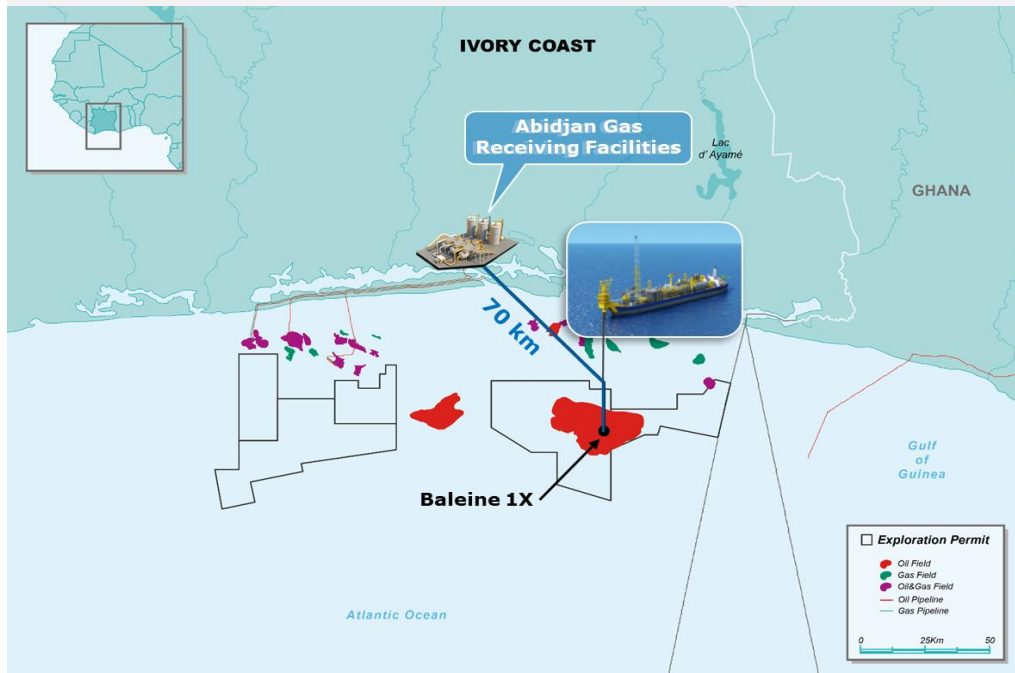 IVORY COAST
Abidjan Gas
Receiving Facilities
Lac
d'Ayamé
GHANA
70 km
Gulf
of
Guinea
Baleine 1X
Atlantic Ocean
Exploration Permit
Oil Field
Gas Field
Oil&Gas Field
Oil Pipeline
Gas Pipeline
0 25Km 50